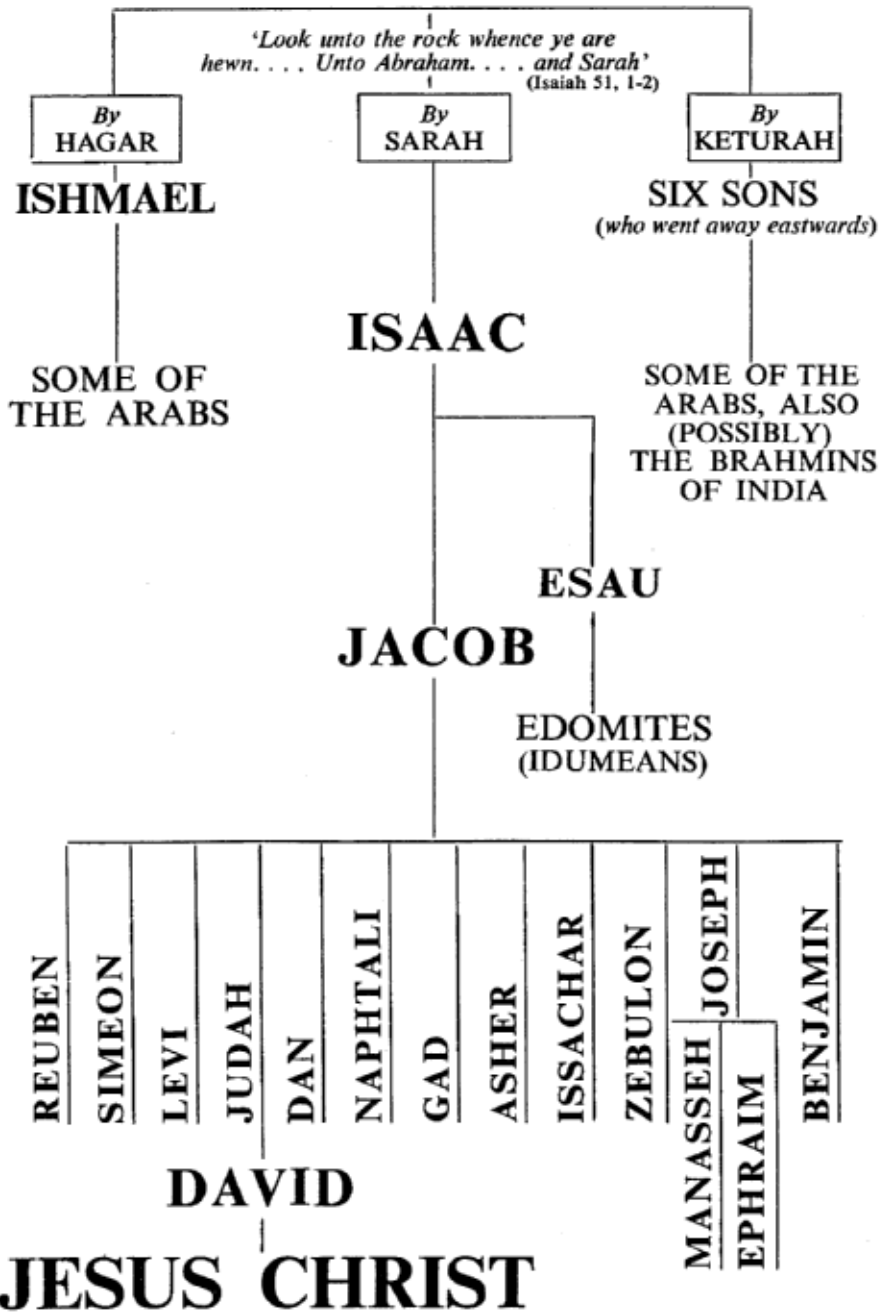 'Look unto the rock whence ye are
hewn. . . . Unto Abraham. . . . and Sarah'
(Isaiah 51, 1-2)
By
HAGAR
By
SARAH
By
KETURAH
ISHMAEL
SIX SONS
(who went away eastwards)
ISAAC
SOME OF
THE ARABS
SOME OF THE
ARABS, ALSO
(POSSIBLY)
THE BRAHMINS
OF INDIA
ESAU
JACOB
EDOMITES
(IDUMEANS)
REUBEN
SIMEON
LEVI
JUDAH
DAN
NAPHTALI
GAD
ASHER
ISSACHAR
ZEBULON
JOSEPH
MANASSEH
EPHRAIM
BENJAMIN
DAVID
JESUS CHRIST